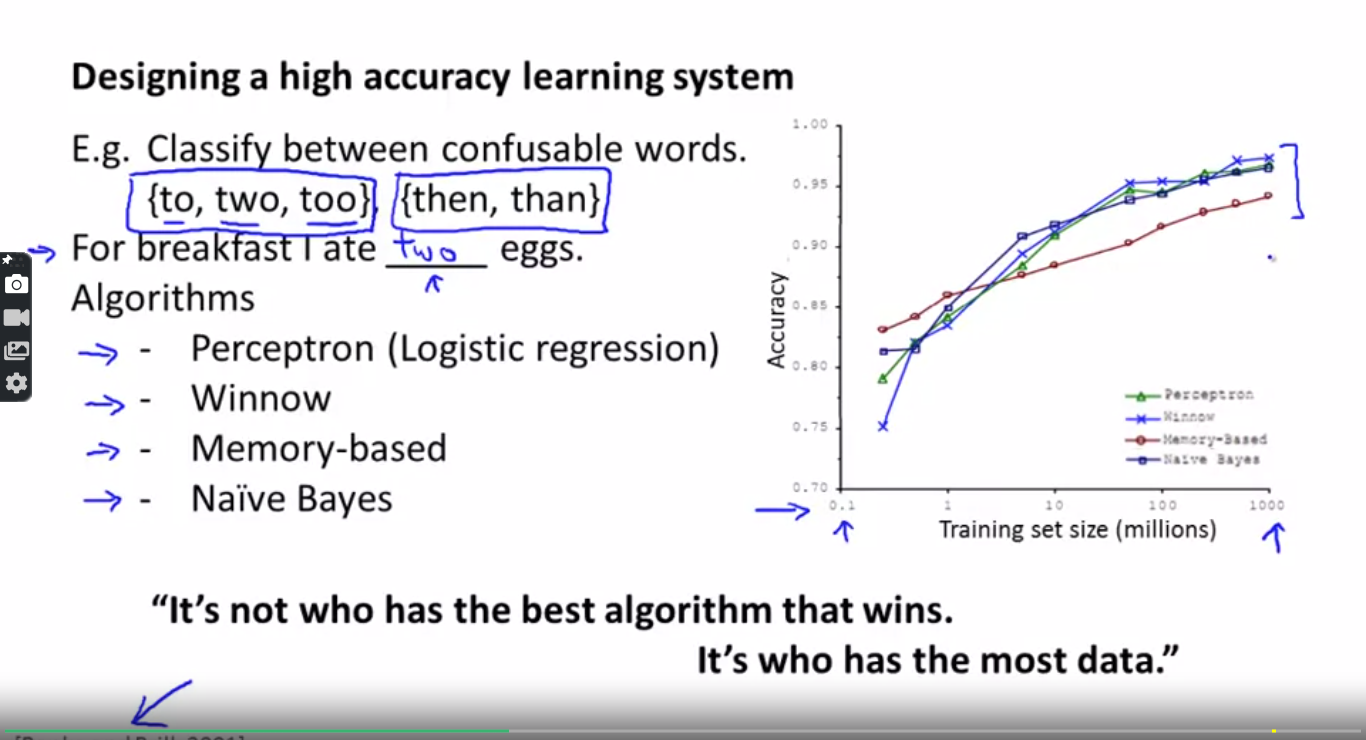 Designing a high accuracy learning system
E.g. Classify between confusable words.
{to, two, too}, {then, than}
For breakfast I ate two eggs.
Algorithms
- Perceptron (Logistic regression)
- Winnow
- Memory-based
- Naïve Bayes
1.00
0.95
0.90
0.85
0.80
0.75
0.70
Accuracy
0.1 1 10 100 1000
Training set size (millions)
Perceptron
Winnow
Memory-Based
Naive Bayes
“It’s not who has the best algorithm that wins.
It’s who has the most data.”